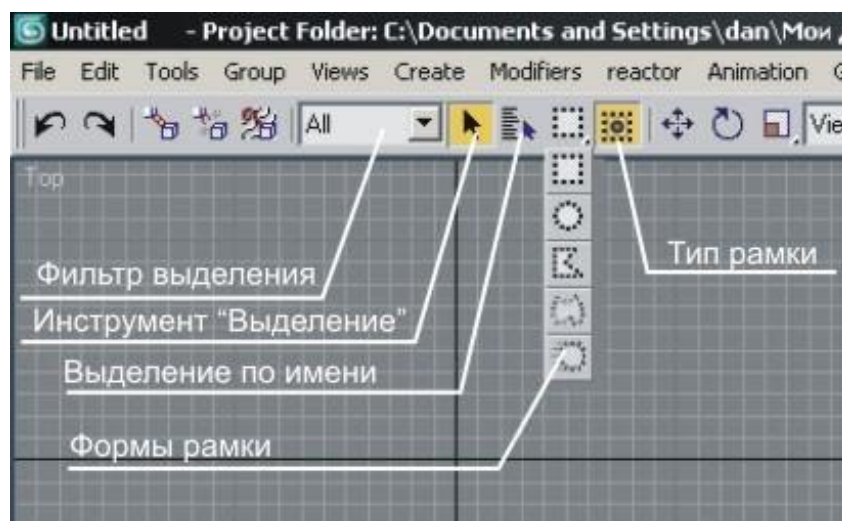 Untitled - Project Folder: C:\Documents and Settings\dan\Мои
File Edit Tools Group Views Create Modifiers reactor Animation
All
Top
Тип рамки
Фильтр выделения
Инструмент “Выделение”
Выделение по имени
Формы рамки